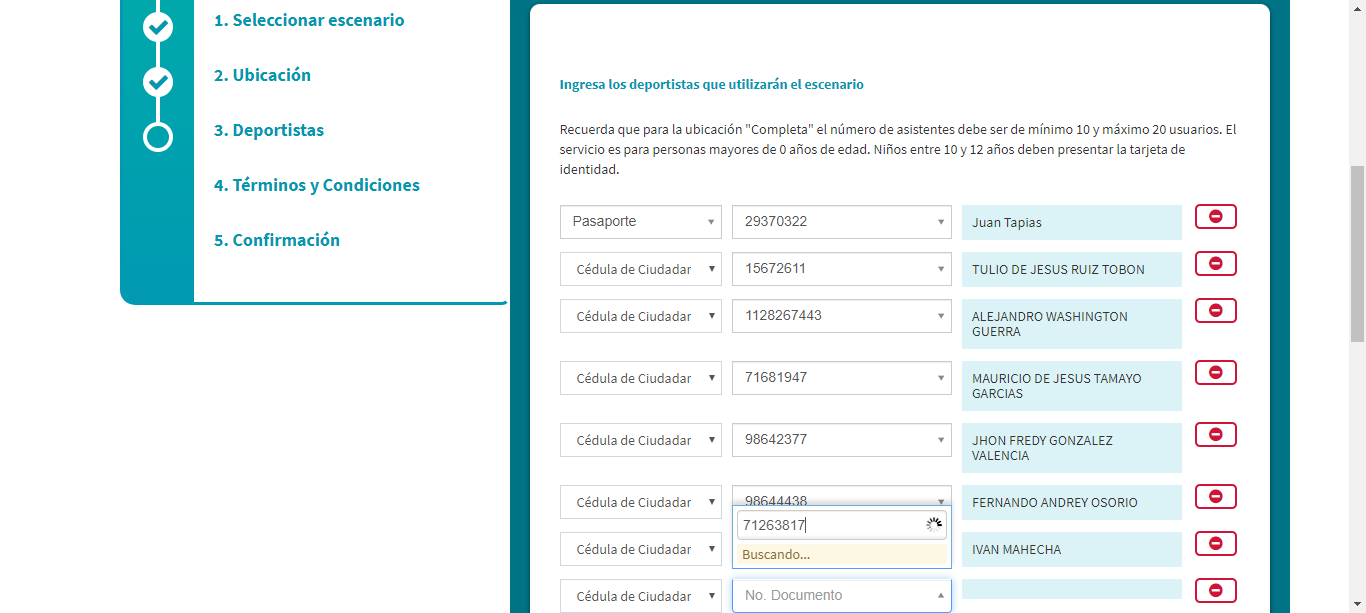 1. Seleccionar escenario
2. Ubicación
3. Deportistas
4. Términos y Condiciones
5. Confirmación
Ingresa los deportistas que utilizarán el escenario
Recuerda que para la ubicación "Completa" el número de asistentes debe ser de mínimo 10 y máximo 20 usuarios. El
servicio es para personas mayores de 0 años de edad. Niños entre 10 y 12 años deben presentar la tarjeta de
identidad.
Pasaporte 29370322 Juan Tapias
Cédula de Ciudadar 15672611 TULIO DE JESUS RUIZ TOBON
Cédula de Ciudadar 1128267443 ALEJANDRO WASHINGTON
GUERRA
Cédula de Ciudadar 71681947 MAURICIO DE JESUS TAMAYO
GARCIAS
Cédula de Ciudadar 98642377 JHON FREDY GONZALEZ
VALENCIA
Cédula de Ciudadar 98644438 FERNANDO ANDREY OSORIO
71263817
Cédula de Ciudadar Buscando... IVAN MAHECHA
Cédula de Ciudadar No. Documento